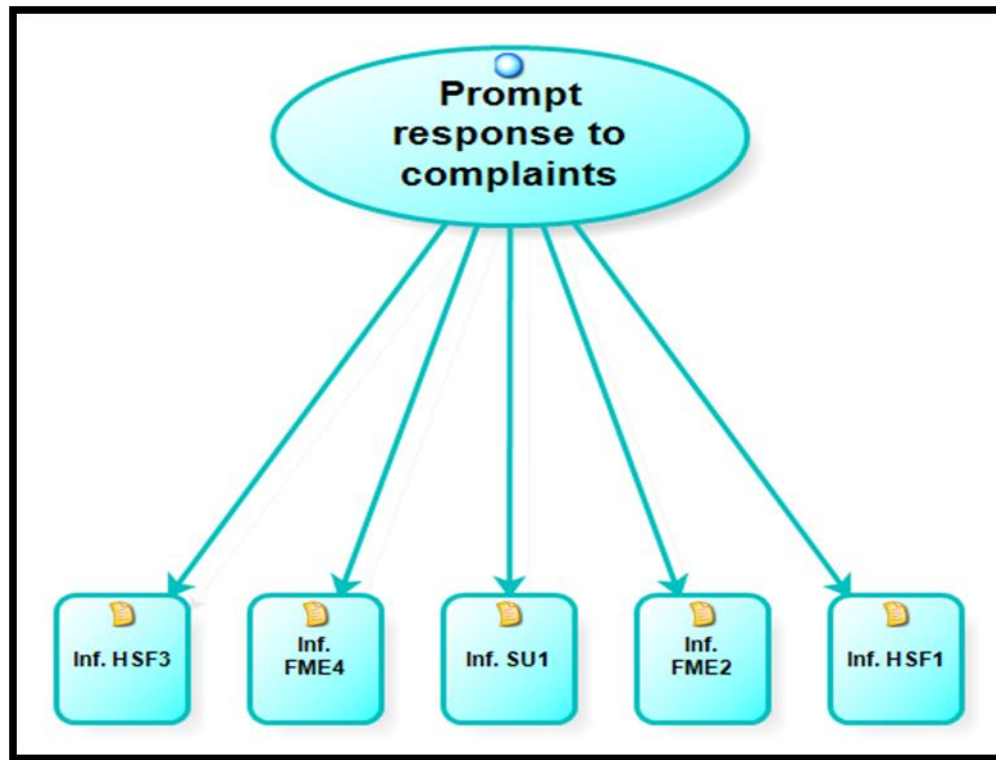 Prompt
response to
complaints
Inf. HSF3
Inf.
FME4
Inf. SU1
Inf.
FME2
Inf. HSF1